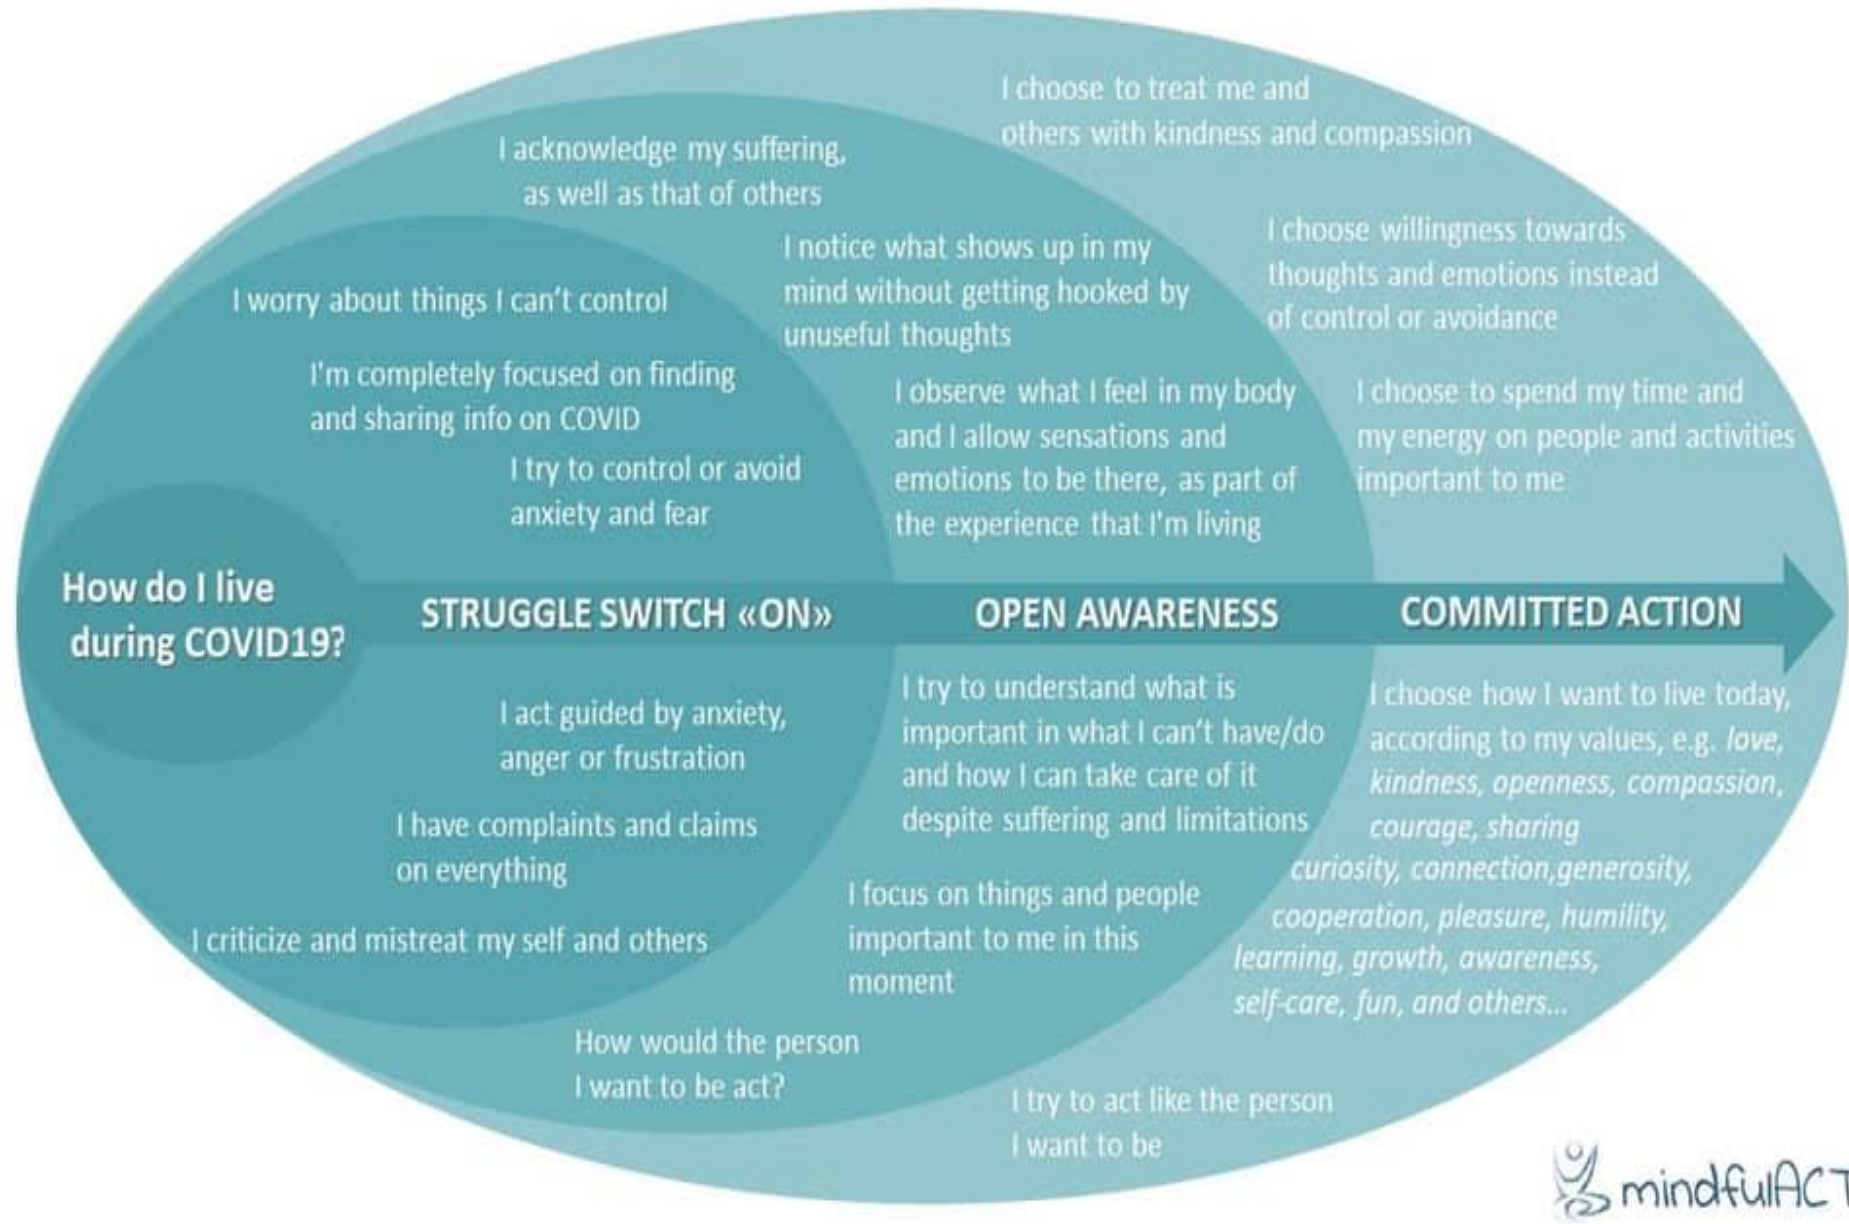 I choose to treat me and
others with kindness and compassion
I acknowledge my suffering,
as well as that of others
I choose willingness towards
thoughts and emotions instead
of control or avoidance
I notice what shows up in my
mind without getting hooked by
unuseful thoughts
I worry about things I can't control
I'm completely focused on finding
and sharing info on COVID
I observe what I feel in my body
and I allow sensations and
emotions to be there, as part of
the experience that I'm living
I choose to spend my time and
my energy on people and activities
important to me
I try to control or avoid
anxiety and fear
How do I live
during COVID19?
STRUGGLE SWITCH «ON»
OPEN AWARENESS
COMMITTED ACTION
I act guided by anxiety,
anger or frustration
I have complaints and claims
on everything
I criticize and mistreat my self and others
I try to understand what is
important in what I can't have/do
and how I can take care of it
despite suffering and limitations
I focus on things and people
important to me in this
moment
How would the person
I want to be act?
I choose how I want to live today,
according to my values, e.g. love,
kindness, openness, compassion,
courage, sharing
curiosity, connection,generosity,
cooperation, pleasure, humility,
learning, growth, awareness,
self-care, fun, and others...
I try to act like the person
I want to be
mindfulACT